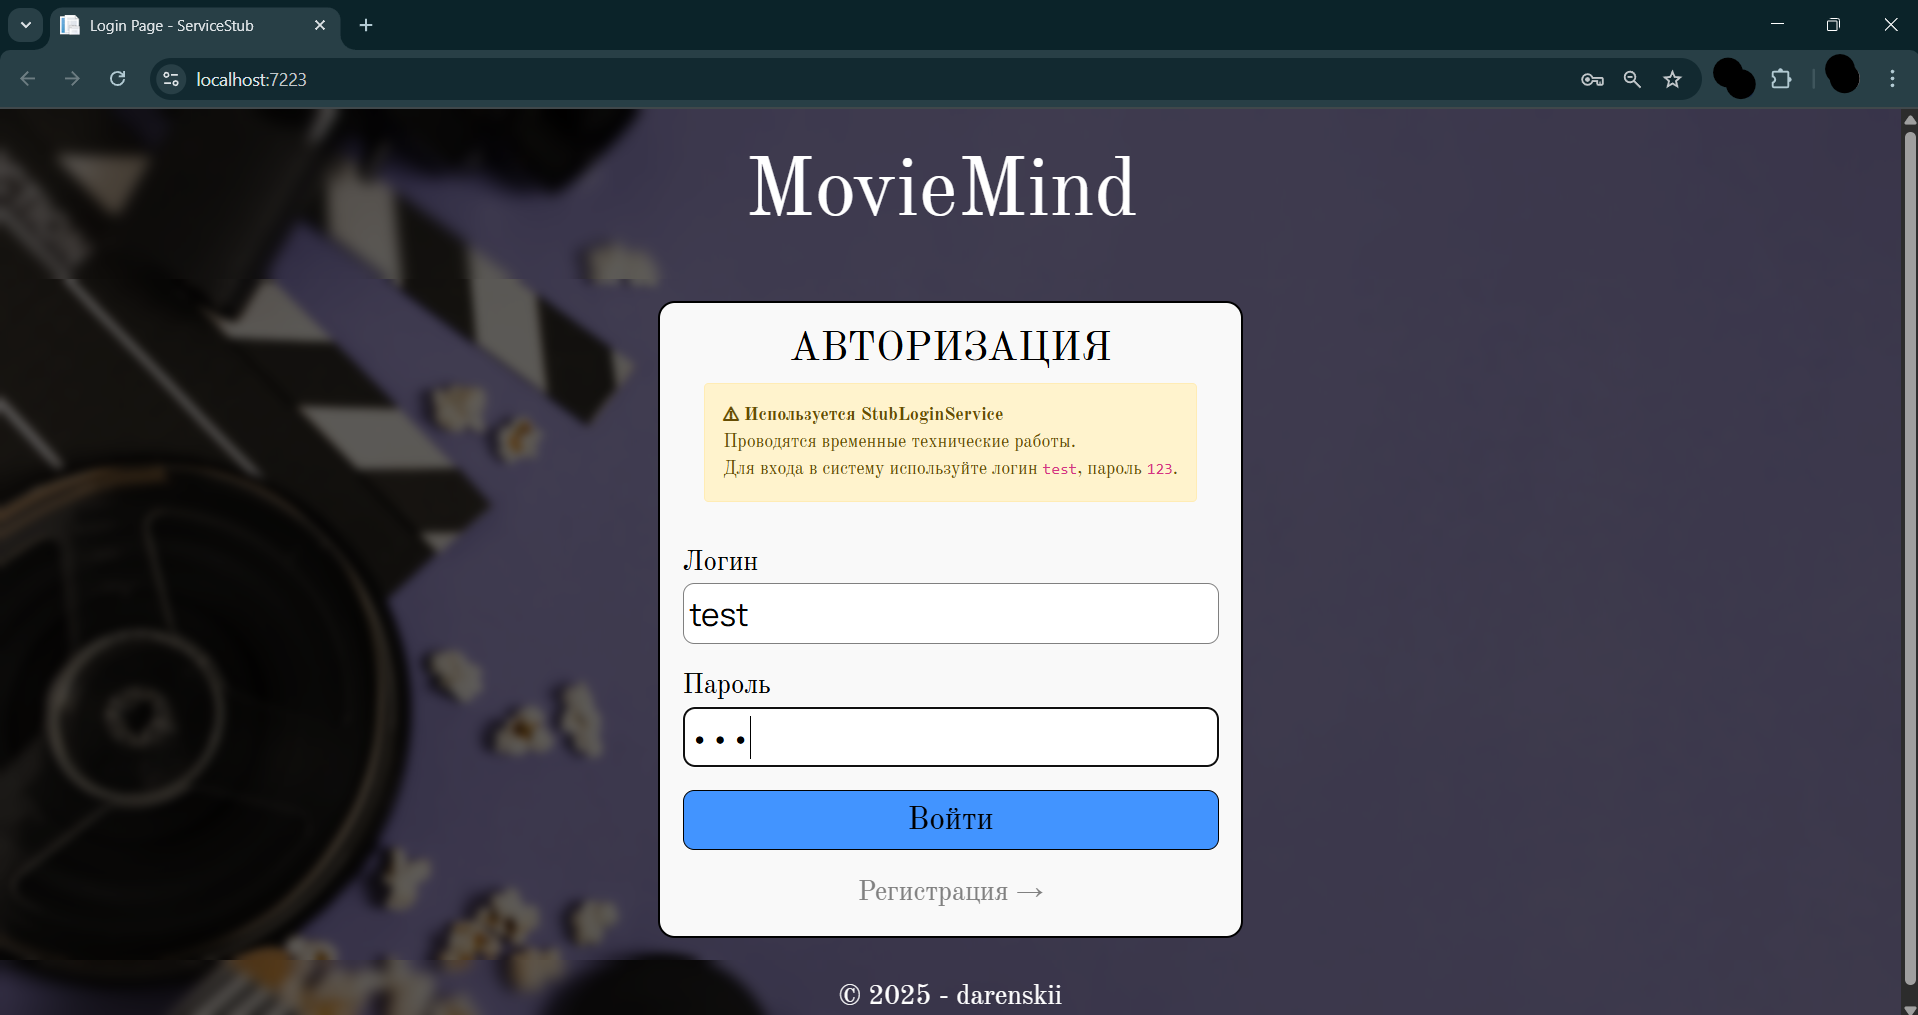 Login Page - ServiceStub
localhost:7223
MovieMind
АВТОРИЗАЦИЯ
⚠ Используется StubLoginService
Проводятся временные технические работы.
Для входа в систему используйте логин test, пароль 123.
Логин
test
Пароль
•••
Войти
Регистрация →
© 2025 - darenskii